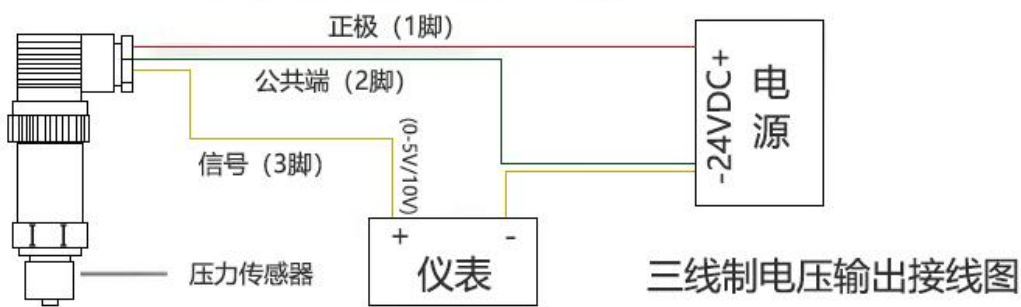 正极（1脚）
公共端（2脚）
信号（3脚）
(0-5V/10V)
-24VDC+
电源
+ -
仪表
压力传感器
三线制电压输出接线图